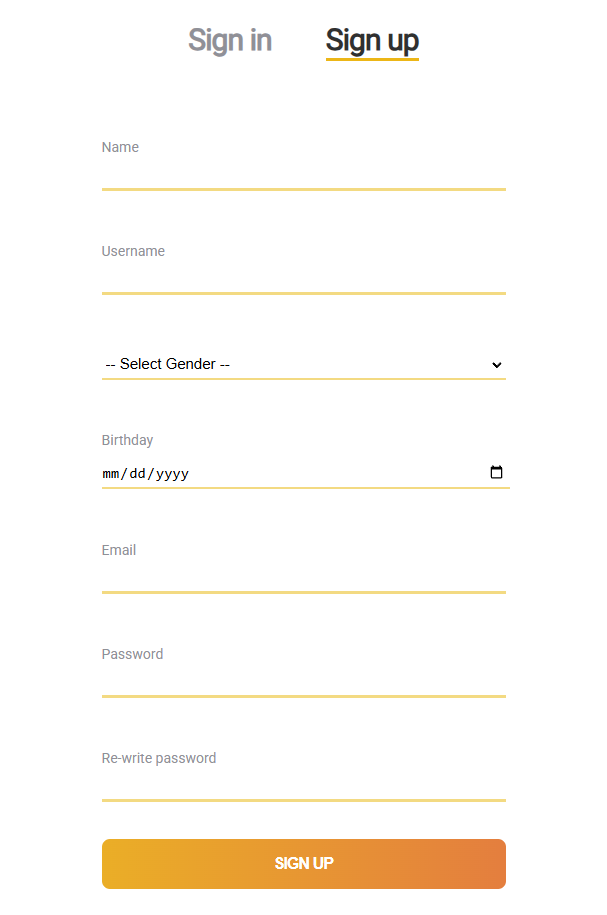 Sign in Sign up
Name
Username
-- Select Gender --
Birthday
mm/dd/yyyy
Email
Password
Re-write password
SIGN UP